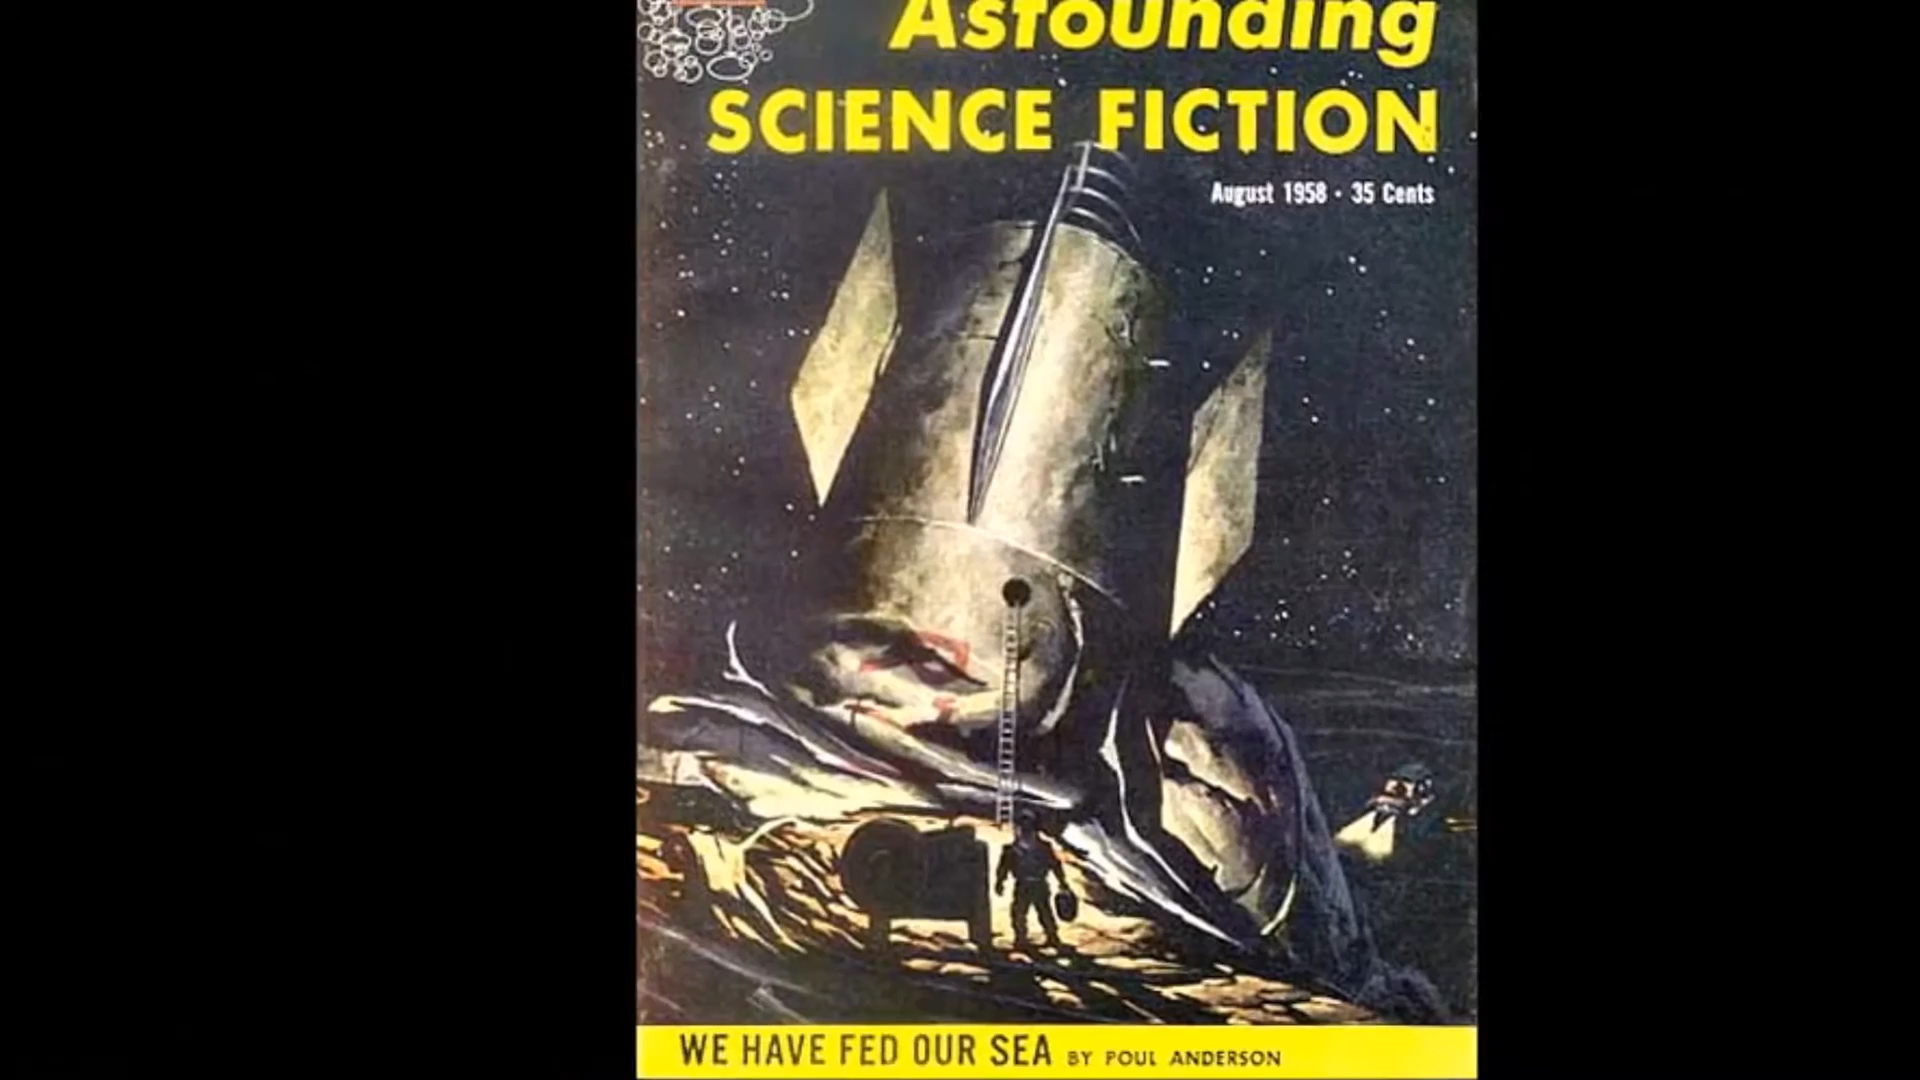 Astounding
SCIENCE FICTION
August 1958 · 35 Cents
WE HAVE FED OUR SEA BY POUL ANDERSON